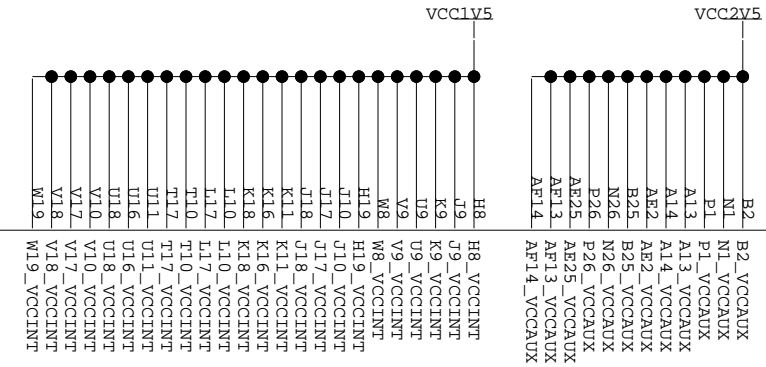 VCC1V5
VCC2V5
W19
V18
V17
V10
U18
U16
U11
T17
T10
L17
L10
K18
K16
K11
J18
J17
J10
H19
W8
V9
U9
K9
J9
H8
AF14
AF13
AE25
P26
N26
B25
AE2
A14
A13
P1
N1
B2
W19_VCCINT
V18_VCCINT
V17_VCCINT
V10_VCCINT
U18_VCCINT
U16_VCCINT
U11_VCCINT
T17_VCCINT
T10_VCCINT
L17_VCCINT
L10_VCCINT
K18_VCCINT
K16_VCCINT
K11_VCCINT
J18_VCCINT
J17_VCCINT
J10_VCCINT
H19_VCCINT
W8_VCCINT
V9_VCCINT
U9_VCCINT
K9_VCCINT
J9_VCCINT
H8_VCCINT
AF14_VCCAUX
AF13_VCCAUX
AE25_VCCAUX
P26_VCCAUX
N26_VCCAUX
B25_VCCAUX
AE2_VCCAUX
A14_VCCAUX
A13_VCCAUX
P1_VCCAUX
N1_VCCAUX
B2_VCCAUX